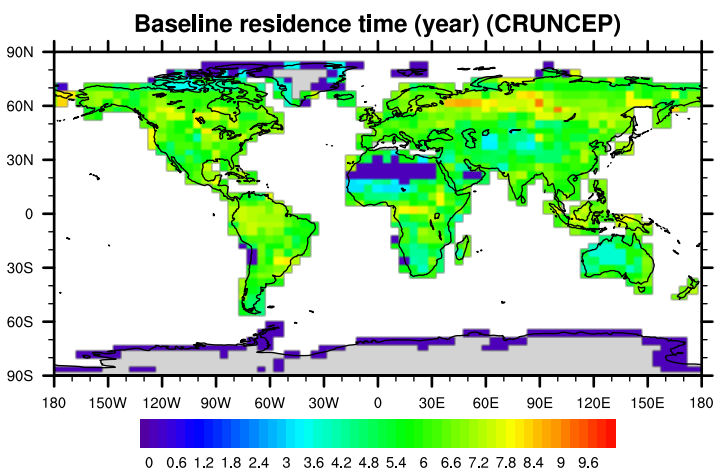 Baseline residence time (year) (CRUNCEP)
90N
60N
30N
0
30S
60S
90S
180 150W 120W 90W 60W 30W 0 30E 60E 90E 120E 150E 180
0 0.6 1.2 1.8 2.4 3 3.6 4.2 4.8 5.4 6 6.6 7.2 7.8 8.4 9 9.6